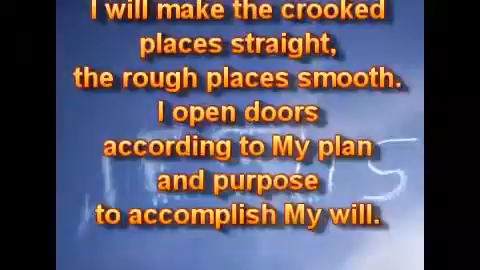 I will make the crooked
places straight,
the rough places smooth.
I open doors
according to My plan
and purpose
to accomplish My will.